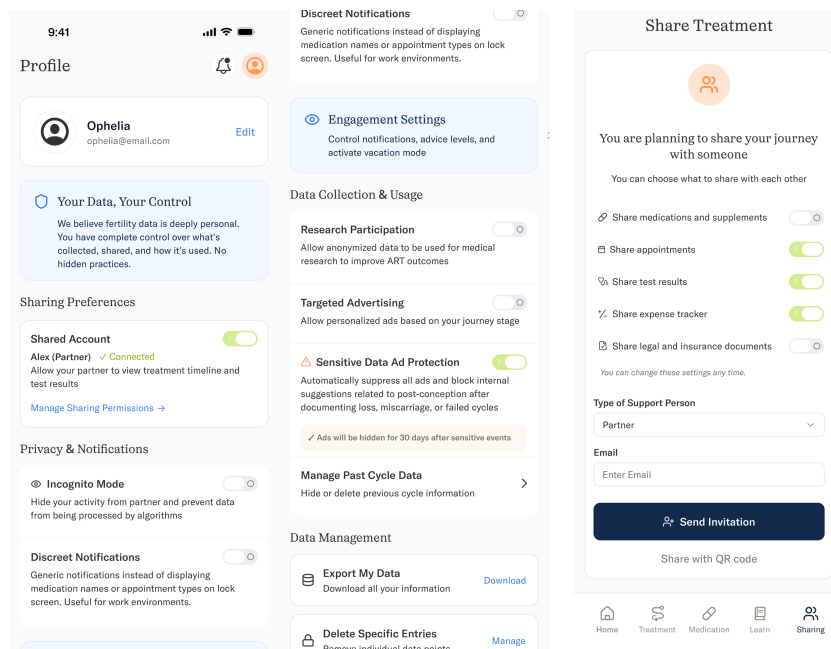 9:41
Profile
Ophelia
ophelia@email.com
Edit
Your Data, Your Control
We believe fertility data is deeply personal.
You have complete control over what's
collected, shared, and how it's used. No
hidden practices.
Sharing Preferences
Shared Account
Alex (Partner) ✓ Connected
Allow your partner to view treatment timeline and
test results
Manage Sharing Permissions →
Privacy & Notifications
Incognito Mode
Hide your activity from partner and prevent data
from being processed by algorithms
Discreet Notifications
Generic notifications instead of displaying
medication names or appointment types on lock
screen. Useful for work environments.
Discreet Notifications
Generic notifications instead of displaying
medication names or appointment types on lock
screen. Useful for work environments.
Engagement Settings
Control notifications, advice levels, and
activate vacation mode
Data Collection & Usage
Research Participation
Allow anonymized data to be used for medical
research to improve ART outcomes
Targeted Advertising
Allow personalized ads based on your journey stage
Sensitive Data Ad Protection
Automatically suppress all ads and block internal
suggestions related to post-conception after
documenting loss, miscarriage, or failed cycles
✓ Ads will be hidden for 30 days after sensitive events
Manage Past Cycle Data
Hide or delete previous cycle information
Data Management
Export My Data
Download all your information
Download
Delete Specific Entries
Remove individual data points
Manage
Share Treatment
You are planning to share your journey
with someone
You can choose what to share with each other
Share medications and supplements
Share appointments
Share test results
Share expense tracker
Share legal and insurance documents
You can change these settings any time.
Type of Support Person
Partner
Email
Enter Email
Send Invitation
Share with QR code
Home
Treatment
Medication
Learn
Sharing